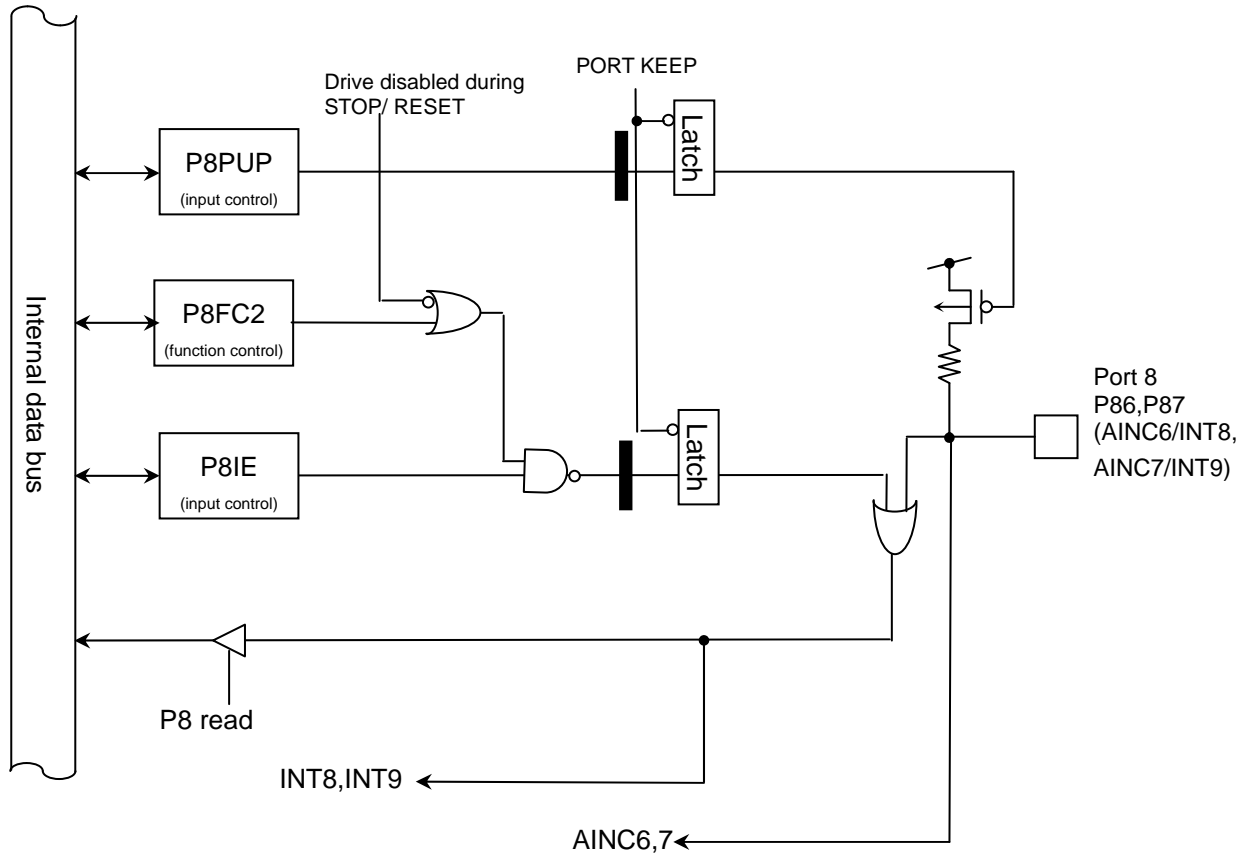 PORT KEEP
Drive disabled during
STOP/ RESET
Latch
P8PUP
(input control)
P8FC2
(function control)
Internal data bus
Port 8
P86,P87
(AINC6/INT8,
AINC7/INT9)
Latch
P8IE
(input control)
P8 read
INT8,INT9
AINC6,7